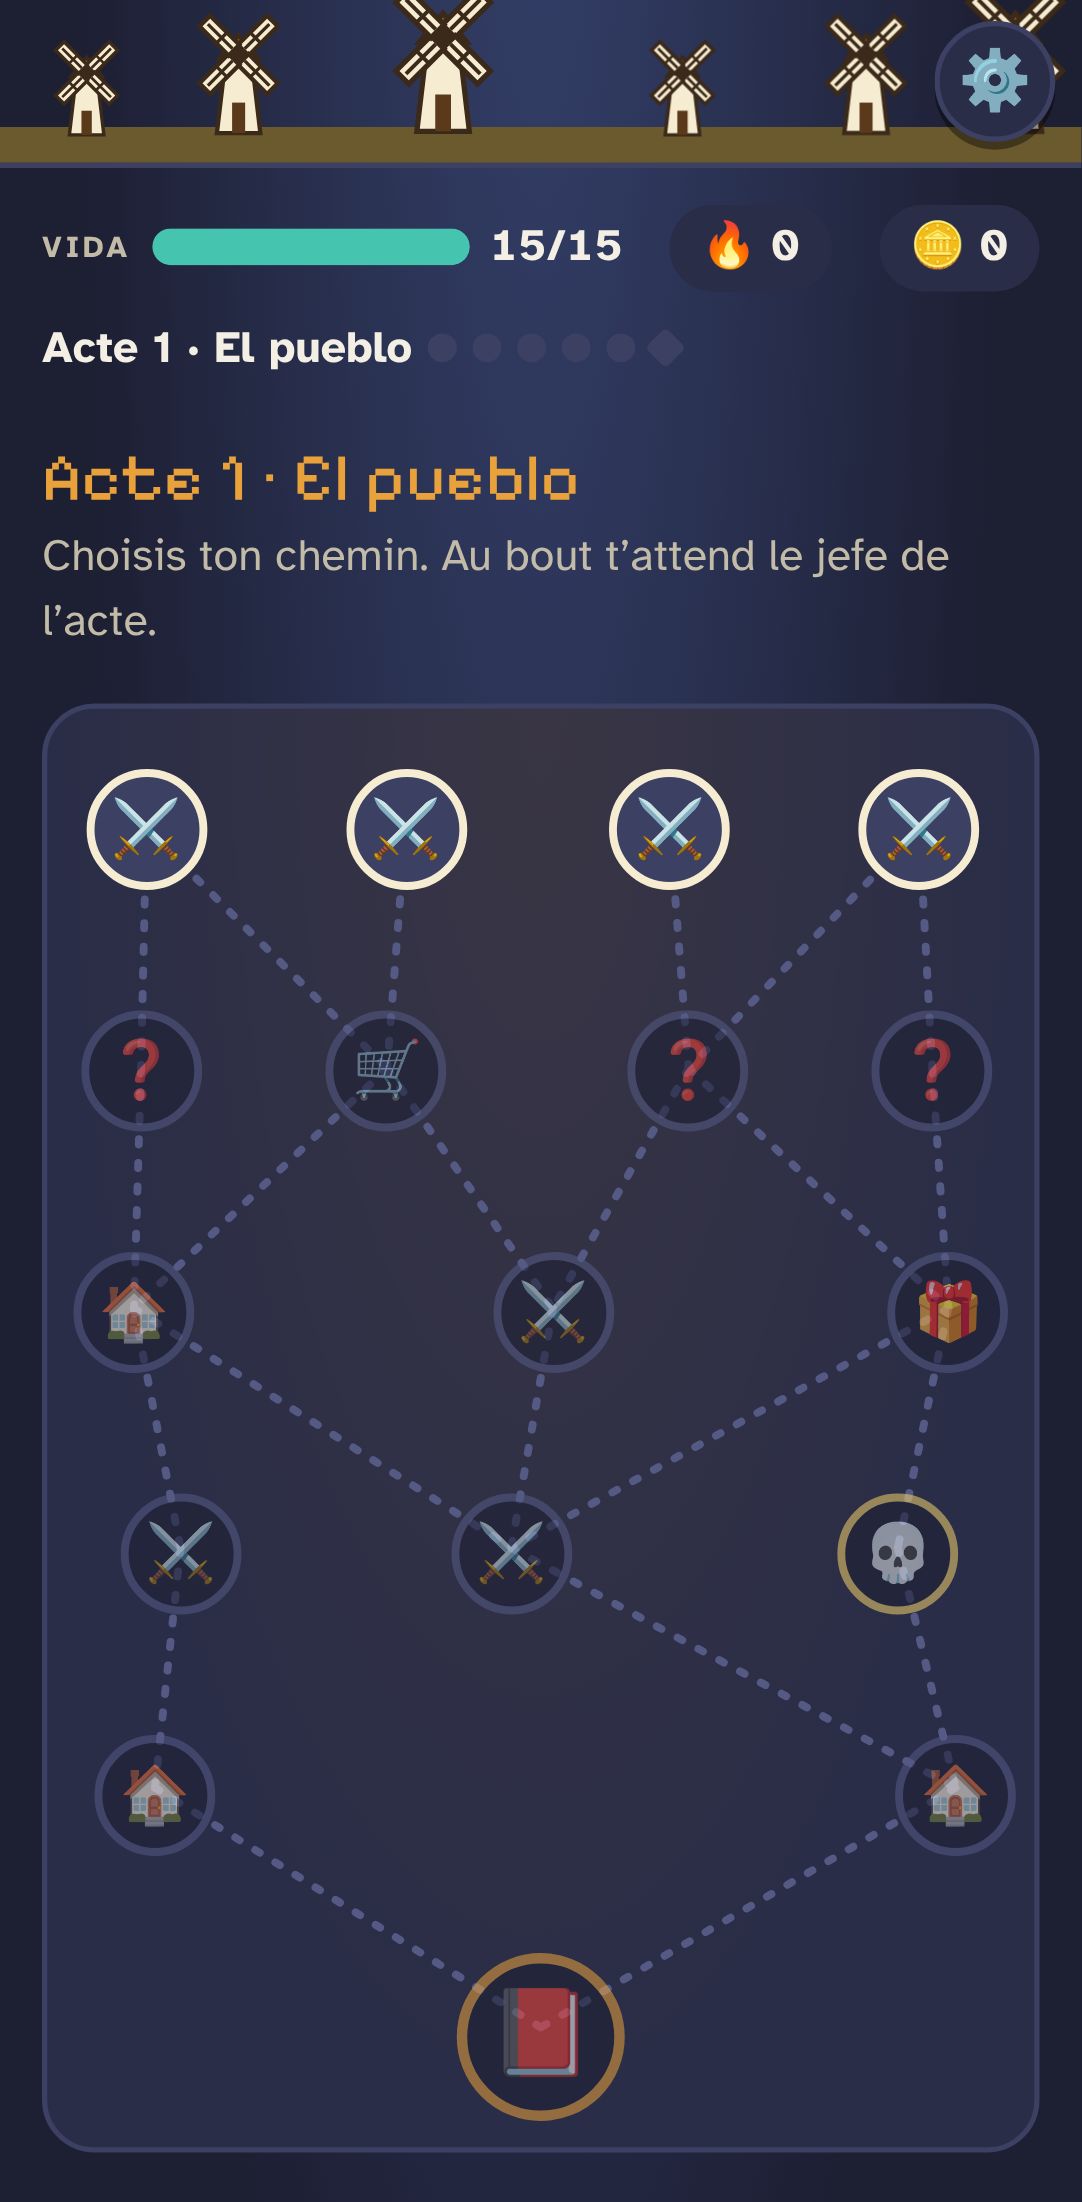 VIDA 15/15 0 0
Acte 1 · El pueblo
Acte 1 · El pueblo
Choisis ton chemin. Au bout t’attend le jefe de
l’acte.